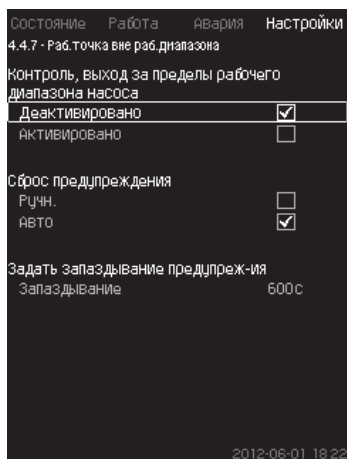 Состояние Работа Авария Настройки
4.4.7 - Раб.точка вне раб.диапазона
Контроль, выход за пределы рабочего
диапазона насоса
Деактивировано
Активировано
Сброс предупреждения
Ручн.
Авто
Задать запаздывание предупреж-ия
Запаздывание 600с
2012-06-01 18:22